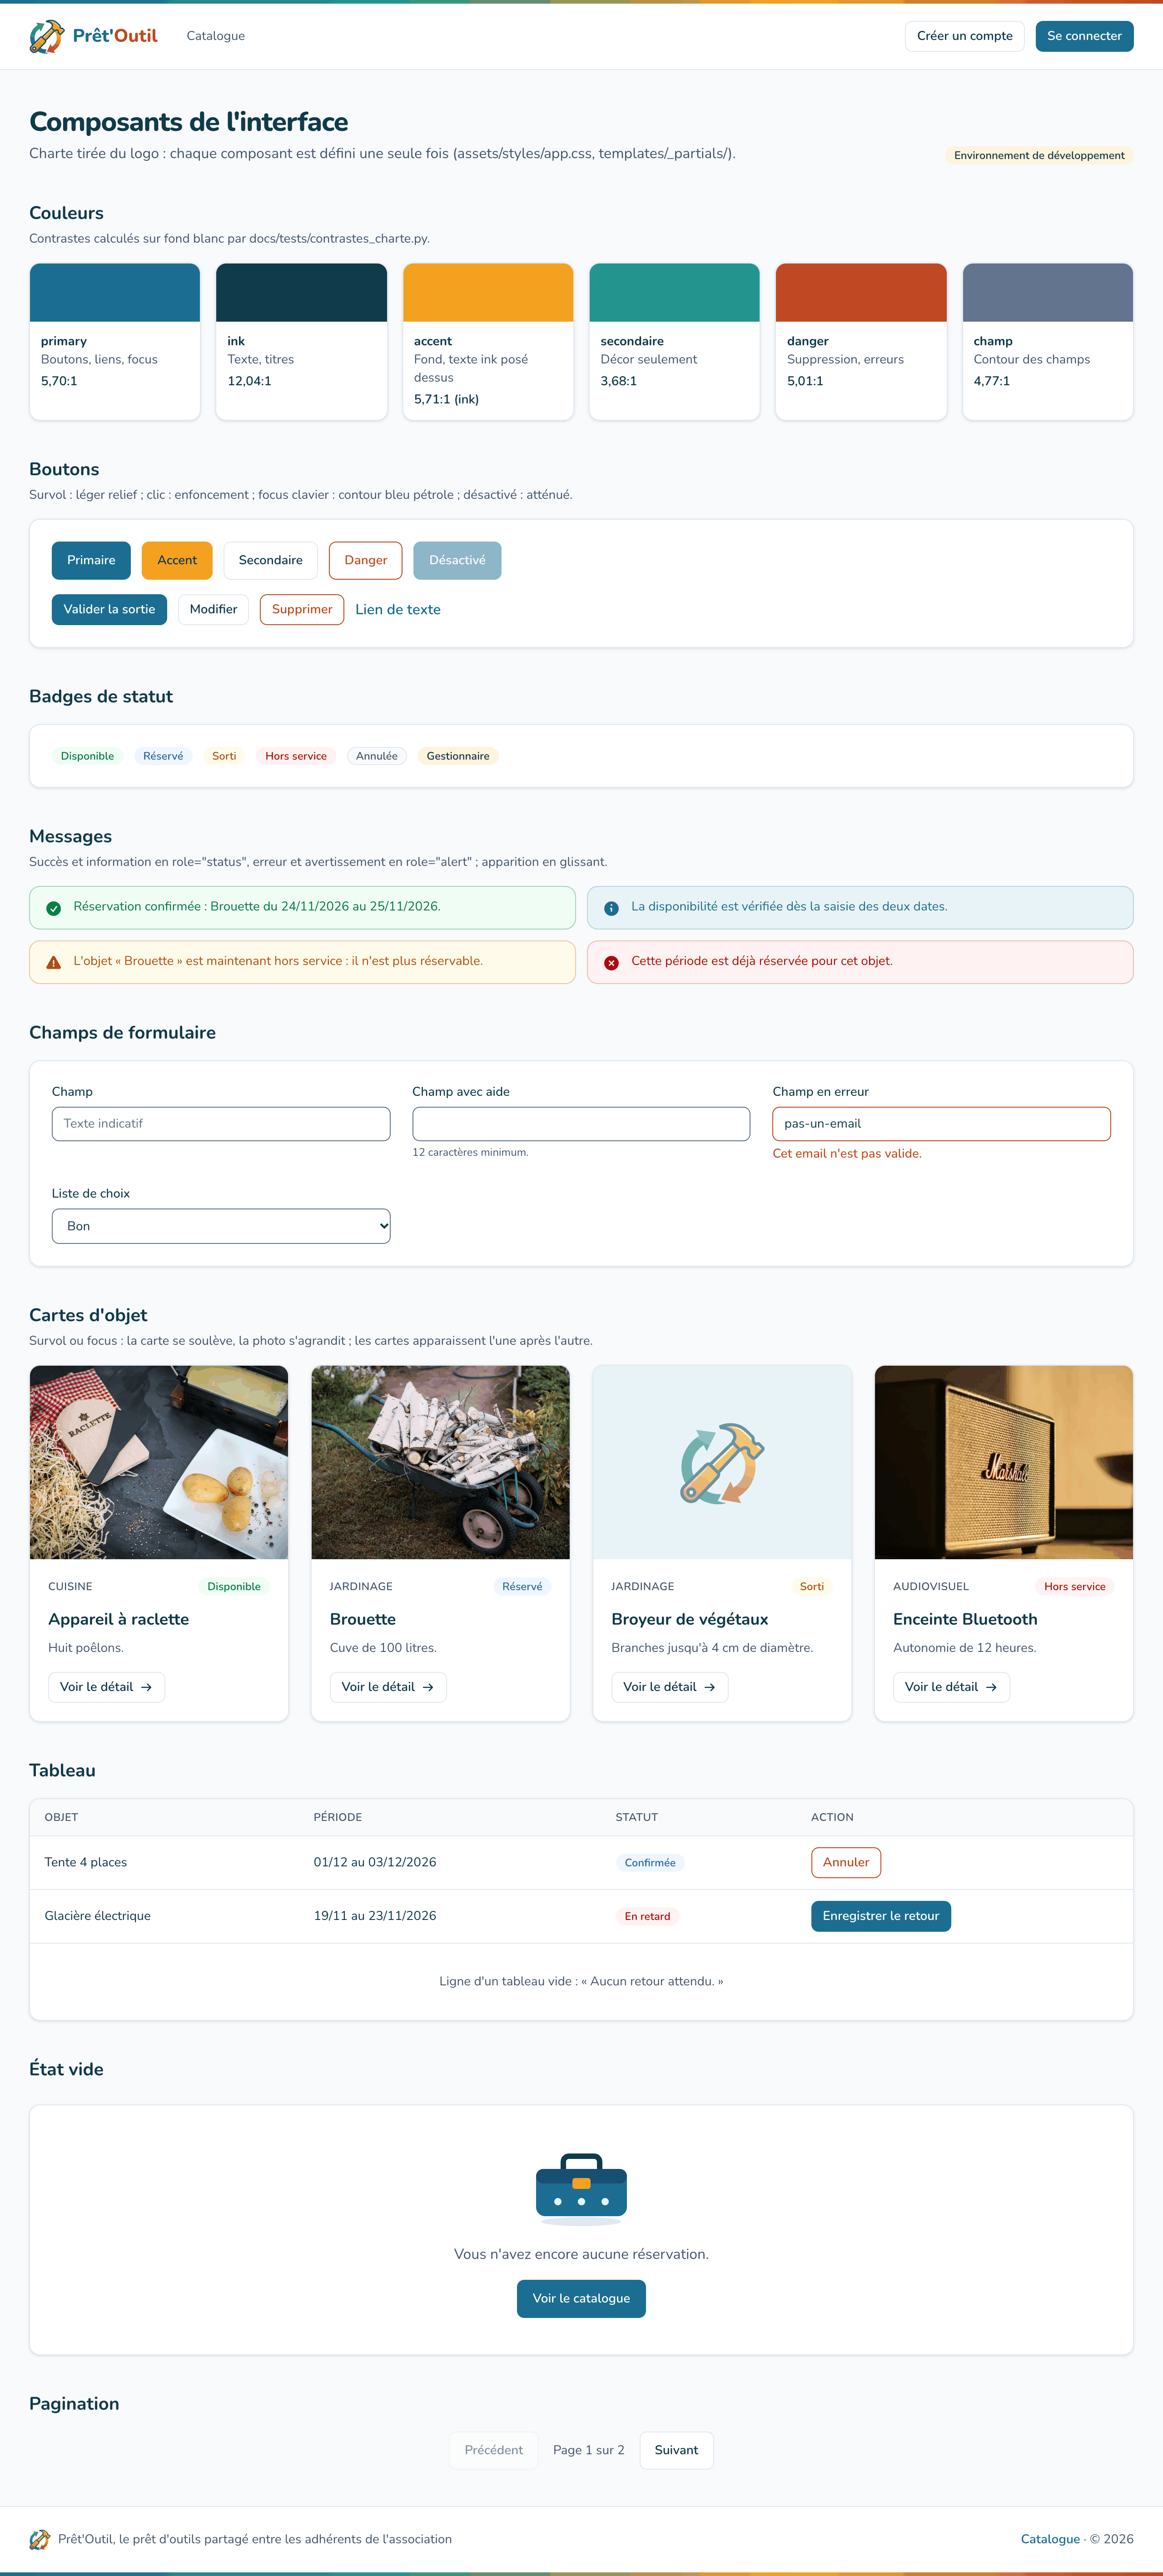 Prêt'Outil
Catalogue
Créer un compte
Se connecter
Composants de l'interface
Charte tirée du logo : chaque composant est défini une seule fois (assets/styles/app.css, templates/_partials/).
Environnement de développement
Couleurs
Contrastes calculés sur fond blanc par docs/tests/contrastes_charte.py.
primary
Boutons, liens, focus
5,70:1
ink
Texte, titres
12,04:1
accent
Fond, texte ink posé
dessus
5,71:1 (ink)
secondaire
Décor seulement
3,68:1
danger
Suppression, erreurs
5,01:1
champ
Contour des champs
4,77:1
Boutons
Survol : léger relief ; clic : enfoncement ; focus clavier : contour bleu pétrole ; désactivé : atténué.
Primaire
Accent
Secondaire
Danger
Désactivé
Valider la sortie
Modifier
Supprimer
Lien de texte
Badges de statut
Disponible
Réservé
Sorti
Hors service
Annulée
Gestionnaire
Messages
Succès et information en role="status", erreur et avertissement en role="alert" ; apparition en glissant.
Réservation confirmée : Brouette du 24/11/2026 au 25/11/2026.
La disponibilité est vérifiée dès la saisie des deux dates.
L'objet « Brouette » est maintenant hors service : il n'est plus réservable.
Cette période est déjà réservée pour cet objet.
Champs de formulaire
Champ
Texte indicatif
Champ avec aide
12 caractères minimum.
Champ en erreur
pas-un-email
Cet email n'est pas valide.
Liste de choix
Bon
Cartes d'objet
Survol ou focus : la carte se soulève, la photo s'agrandit ; les cartes apparaissent l'une après l'autre.
RACLETTE
CUISINE
Disponible
Appareil à raclette
Huit poêlons.
Voir le détail →
JARDINAGE
Réservé
Brouette
Cuve de 100 litres.
Voir le détail →
JARDINAGE
Sorti
Broyeur de végétaux
Branches jusqu'à 4 cm de diamètre.
Voir le détail →
Marshall
AUDIOVISUEL
Hors service
Enceinte Bluetooth
Autonomie de 12 heures.
Voir le détail →
Tableau
OBJET PÉRIODE STATUT ACTION
Tente 4 places 01/12 au 03/12/2026 Confirmée Annuler
Glacière électrique 19/11 au 23/11/2026 En retard Enregistrer le retour
Ligne d'un tableau vide : « Aucun retour attendu. »
État vide
Vous n'avez encore aucune réservation.
Voir le catalogue
Pagination
Précédent
Page 1 sur 2
Suivant
Prêt'Outil, le prêt d'outils partagé entre les adhérents de l'association
Catalogue · © 2026